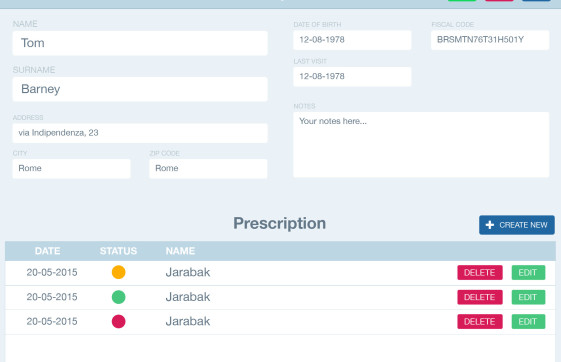 NAME
Tom
SURNAME
Barney
ADDRESS
via Indipendenza, 23
CITY
Rome
ZIP CODE
Rome
DATE OF BIRTH
12-08-1978
FISCAL CODE
BRSMTN76T31H501Y
LAST VISIT
12-08-1978
NOTES
Your notes here...
Prescription
CREATE NEW
DATE STATUS NAME
20-05-2015 Jarabak DELETE EDIT
20-05-2015 Jarabak DELETE EDIT
20-05-2015 Jarabak DELETE EDIT